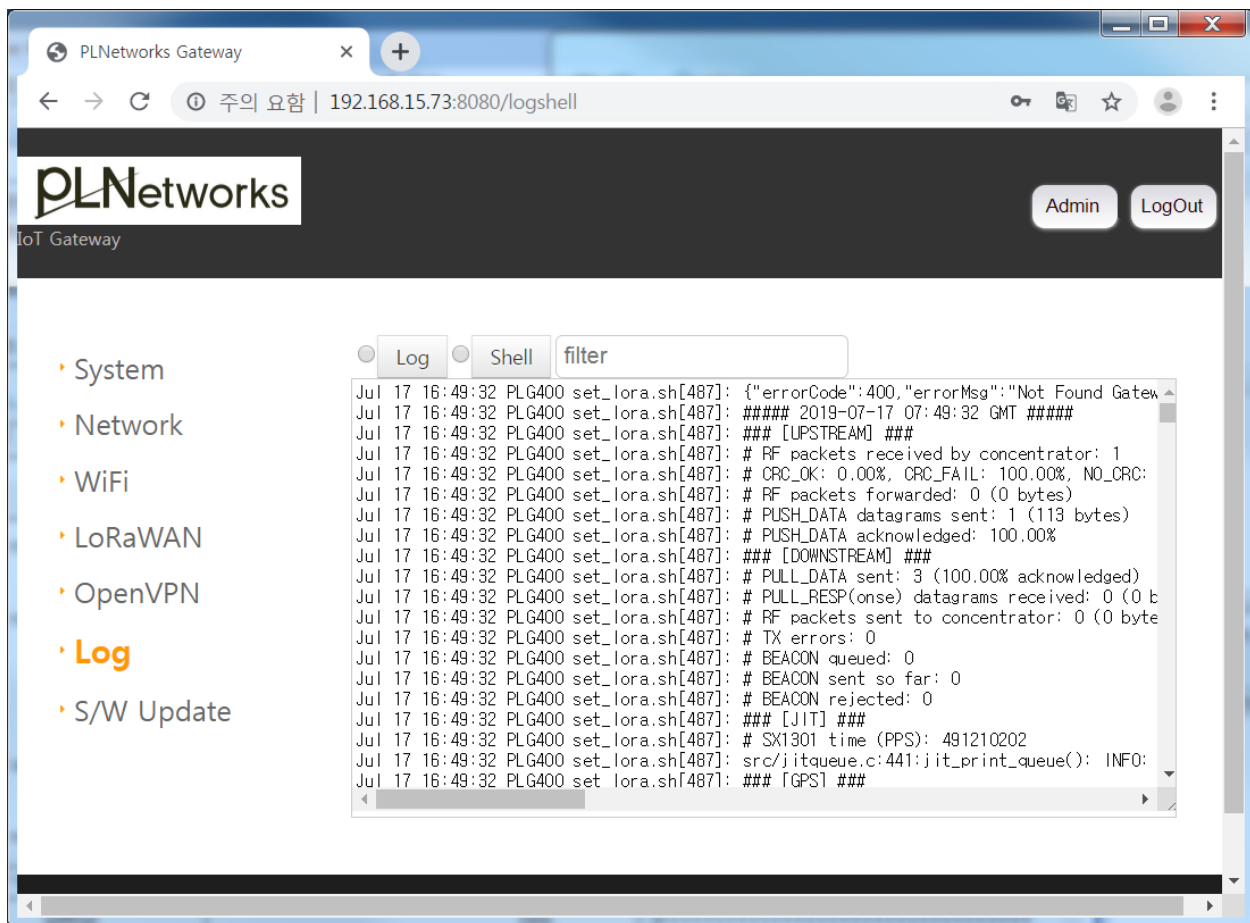 PLNetworks Gateway
주의 요함 | 192.168.15.73:8080/logshell
PLNetworks
IoT Gateway
Admin
LogOut
System
Network
WiFi
LoRaWAN
OpenVPN
Log
S/W Update
Log
Shell
filter
Jul 17 16:49:32 PLG400 set_lora.sh[487]: {"errorCode":400,"errorMsg":"Not Found Gatew
Jul 17 16:49:32 PLG400 set_lora.sh[487]: ##### 2019-07-17 07:49:32 GMT #####
Jul 17 16:49:32 PLG400 set_lora.sh[487]: ### [UPSTREAM] ###
Jul 17 16:49:32 PLG400 set_lora.sh[487]: # RF packets received by concentrator: 1
Jul 17 16:49:32 PLG400 set_lora.sh[487]: # CRC_OK: 0.00%, CRC_FAIL: 100.00%, NO_CRC:
Jul 17 16:49:32 PLG400 set_lora.sh[487]: # RF packets forwarded: 0 (0 bytes)
Jul 17 16:49:32 PLG400 set_lora.sh[487]: # PUSH_DATA datagrams sent: 1 (113 bytes)
Jul 17 16:49:32 PLG400 set_lora.sh[487]: # PUSH_DATA acknowledged: 100.00%
Jul 17 16:49:32 PLG400 set_lora.sh[487]: ### [DOWNSTREAM] ###
Jul 17 16:49:32 PLG400 set_lora.sh[487]: # PULL_DATA sent: 3 (100.00% acknowledged)
Jul 17 16:49:32 PLG400 set_lora.sh[487]: # PULL_RESP(onse) datagrams received: 0 (0 b
Jul 17 16:49:32 PLG400 set_lora.sh[487]: # RF packets sent to concentrator: 0 (0 byte
Jul 17 16:49:32 PLG400 set_lora.sh[487]: # TX errors: 0
Jul 17 16:49:32 PLG400 set_lora.sh[487]: # BEACON queued: 0
Jul 17 16:49:32 PLG400 set_lora.sh[487]: # BEACON sent so far: 0
Jul 17 16:49:32 PLG400 set_lora.sh[487]: # BEACON rejected: 0
Jul 17 16:49:32 PLG400 set_lora.sh[487]: ### [JIT] ###
Jul 17 16:49:32 PLG400 set_lora.sh[487]: # SX1301 time (PPS): 491210202
Jul 17 16:49:32 PLG400 set_lora.sh[487]: src/jitqueue.c:441:jit_print_queue(): INFO:
Jul 17 16:49:32 PLG400 set_lora.sh[487]: ### [GPS] ###